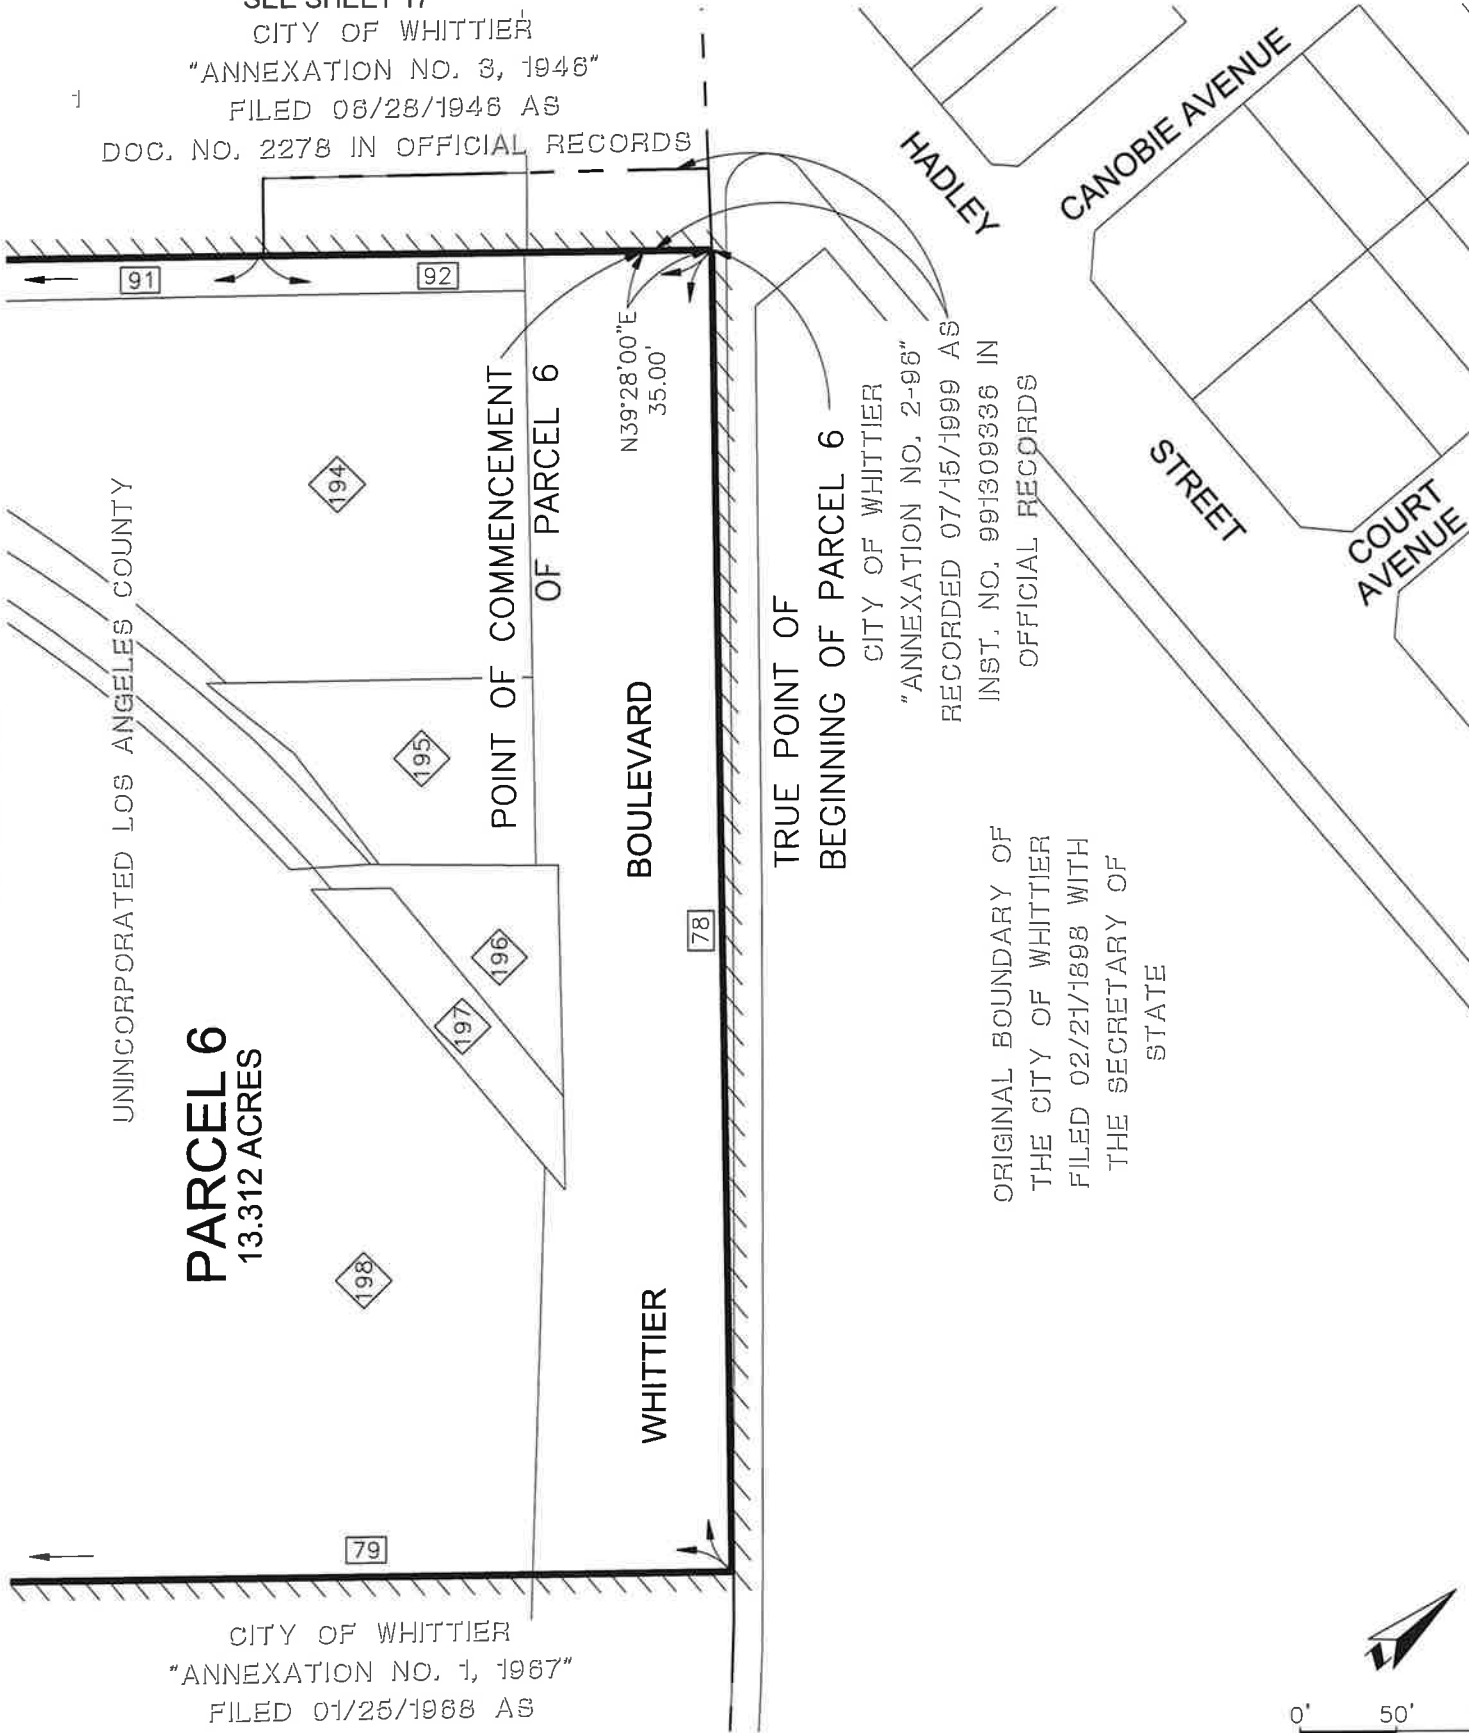 SEE SHEET 17
CITY OF WHITTIER
"ANNEXATION NO. 3, 1946"
FILED 06/28/1946 AS
DOC. NO. 2278 IN OFFICIAL RECORDS
1
HADLEY
CANOBIE AVENUE
91
92
N39°28'00"E
35.00'
POINT OF COMMENCEMENT
OF PARCEL 6
194
UNINCORPORATED LOS ANGELES COUNTY
195
BOULEVARD
TRUE POINT OF
BEGINNING OF PARCEL 6
CITY OF WHITTIER
"ANNEXATION NO. 2-96"
RECORDED 07/15/1999 AS
INST. NO. 991309336 IN
OFFICIAL RECORDS
STREET
COURT
AVENUE
78
196
197
PARCEL 6
13.312 ACRES
198
WHITTIER
ORIGINAL BOUNDARY OF
THE CITY OF WHITTIER
FILED 02/21/1898 WITH
THE SECRETARY OF
STATE
79
CITY OF WHITTIER
"ANNEXATION NO. 1, 1967"
FILED 01/25/1968 AS
N
0' 50'